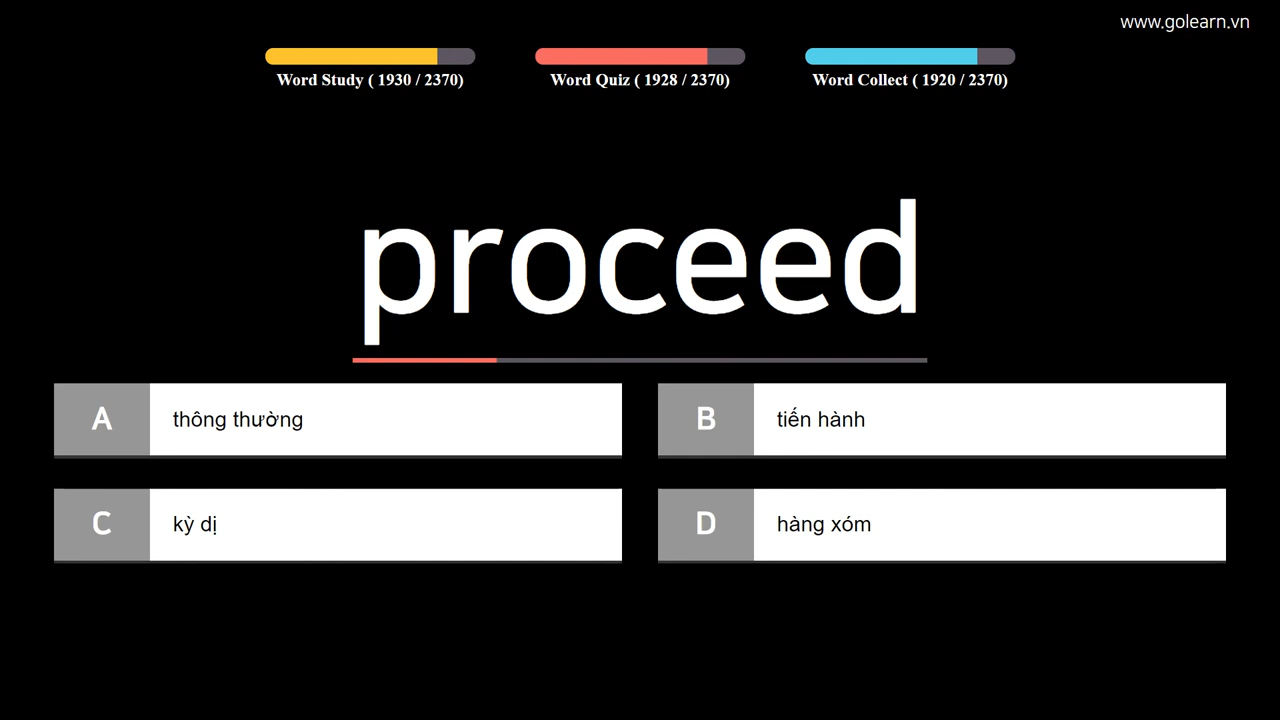 www.golearn.vn
Word Study ( 1930 / 2370)
Word Quiz ( 1928 / 2370)
Word Collect ( 1920 / 2370)
proceed
A thông thường
B tiến hành
C kỳ dị
D hàng xóm